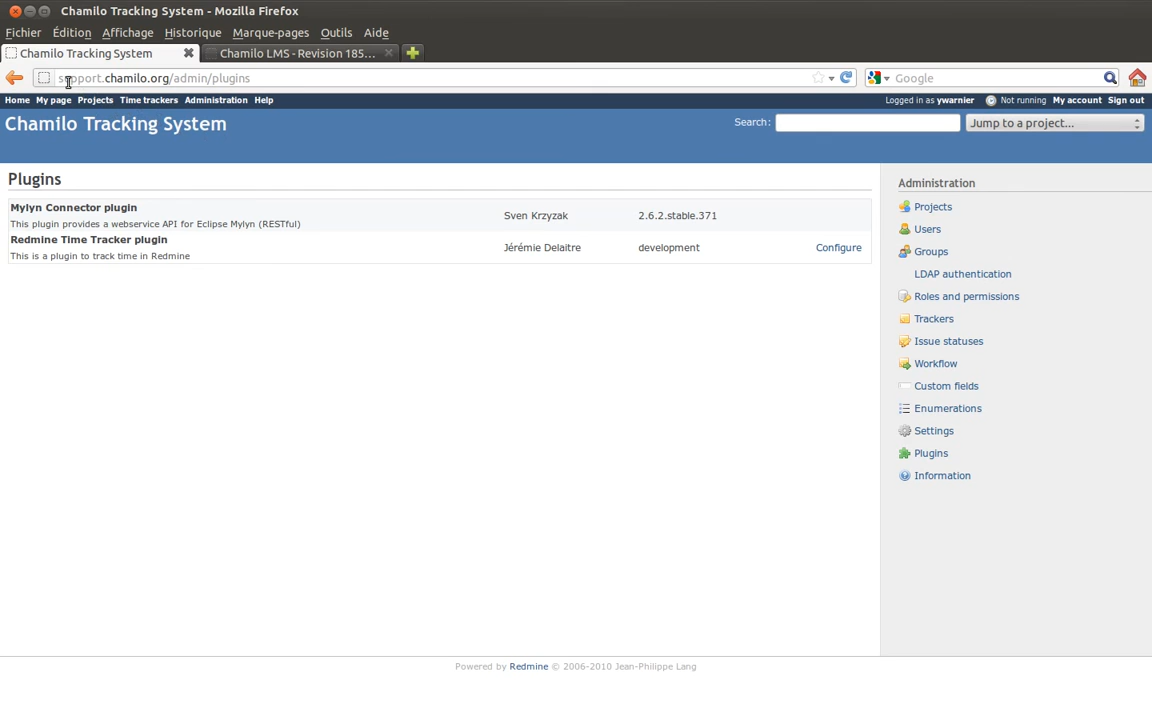 Chamilo Tracking System - Mozilla Firefox
Fichier Édition Affichage Historique Marque-pages Outils Aide
Chamilo Tracking System Chamilo LMS - Revision 185...
support.chamilo.org/admin/plugins Google
Home My page Projects Time trackers Administration Help Logged in as ywarnier Not running My account Sign out
Chamilo Tracking System Search: Jump to a project...
Plugins
Mylyn Connector plugin
This plugin provides a webservice API for Eclipse Mylyn (RESTful) Sven Krzyzak 2.6.2.stable.371
Redmine Time Tracker plugin
This is a plugin to track time in Redmine Jérémie Delaitre development Configure
Administration
Projects
Users
Groups
LDAP authentication
Roles and permissions
Trackers
Issue statuses
Workflow
Custom fields
Enumerations
Settings
Plugins
Information
Powered by Redmine © 2006-2010 Jean-Philippe Lang